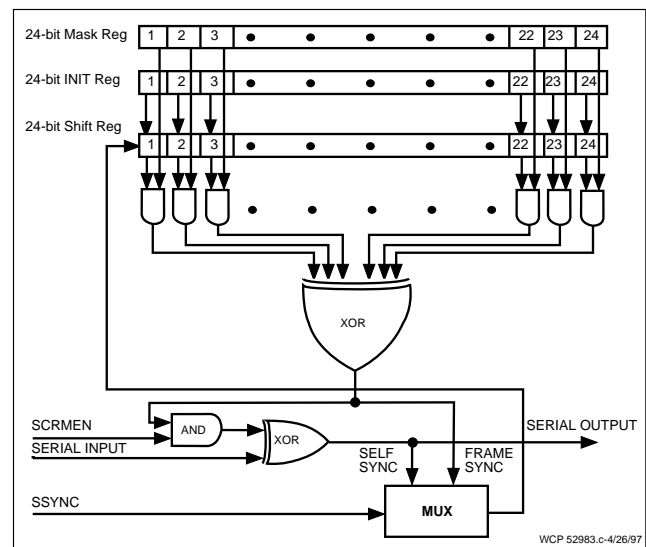 24-bit Mask Reg 1 2 3 22 23 24
24-bit INIT Reg 1 2 3 22 23 24
24-bit Shift Reg 1 2 3 22 23 24
XOR
SCRMEN
AND
XOR
SERIAL OUTPUT
SERIAL INPUT
SELF SYNC
FRAME SYNC
SSYNC
MUX
WCP 52983.c-4/26/97